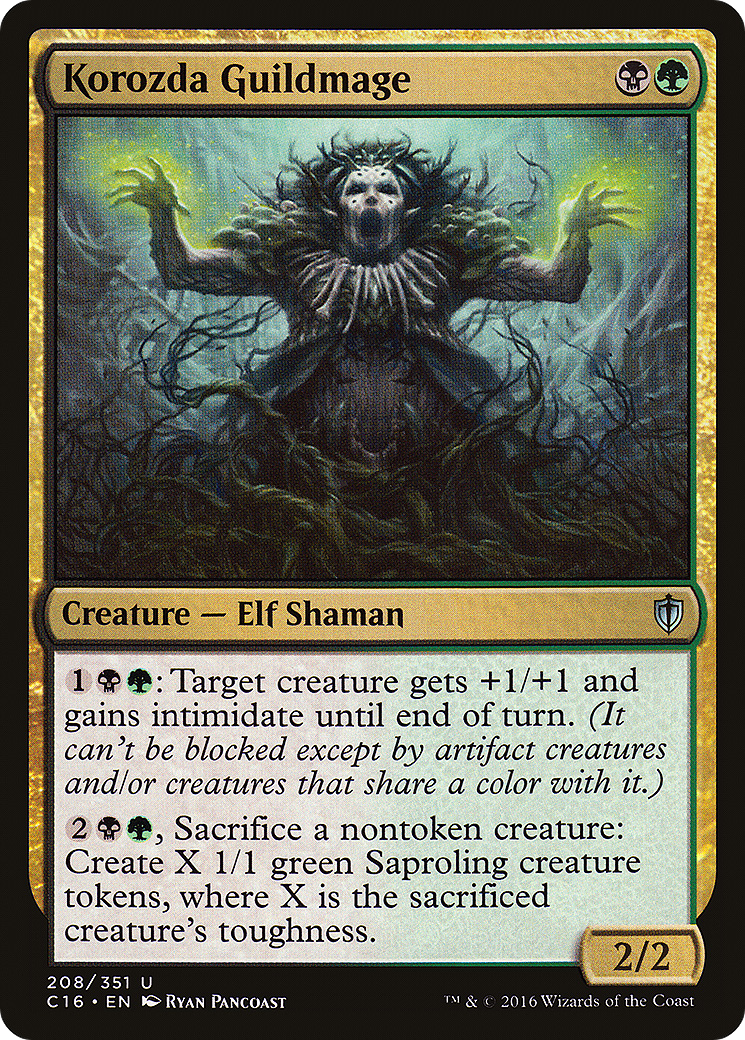 Korozda Guildmage
Creature — Elf Shaman
1: Target creature gets +1/+1 and
gains intimidate until end of turn. (It
can't be blocked except by artifact creatures
and/or creatures that share a color with it.)
2, Sacrifice a nontoken creature:
Create X 1/1 green Saproling creature
tokens, where X is the sacrificed
creature's toughness.
2/2
208/351 U
C16 • EN Ryan Pancoast
™ & © 2016 Wizards of the Coast